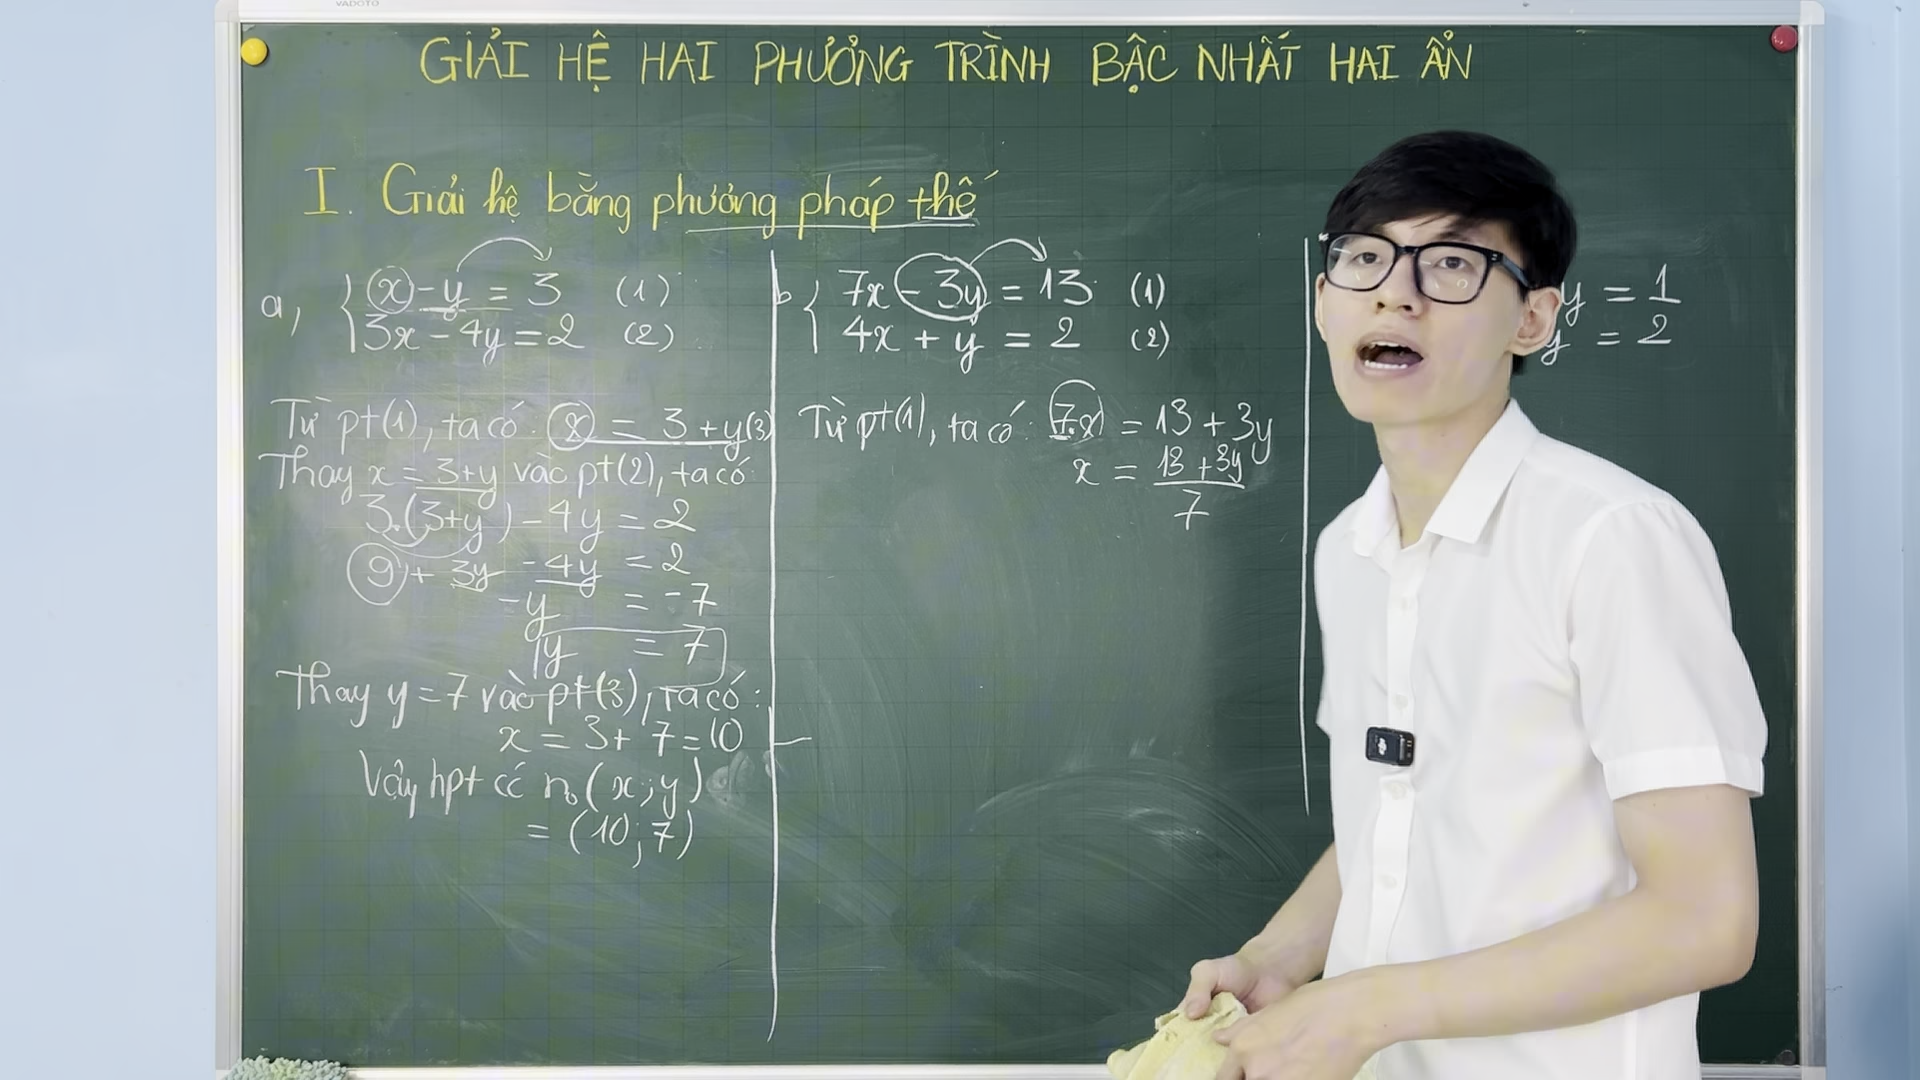 VADOTO
GIẢI HỆ HAI PHƯƠNG TRÌNH BẬC NHẤT HAI ẨN
I. Giải hệ bằng phương pháp thế
a, { x - y = 3 (1)
3x - 4y = 2 (2)
Từ pt(1), ta có: x = 3 + y (3)
Thay x = 3+y vào pt(2), ta có
3.(3+y) - 4y = 2
9 + 3y - 4y = 2
-y = -7
y = 7
Thay y = 7 vào pt(3), ta có:
x = 3 + 7 = 10
Vậy hpt có no (x; y)
= (10; 7)
b { 7x - 3y = 13 (1)
4x + y = 2 (2)
Từ pt(1), ta có: 7.x = 13 + 3y
x = 13 + 3y / 7
y = 1
y = 2